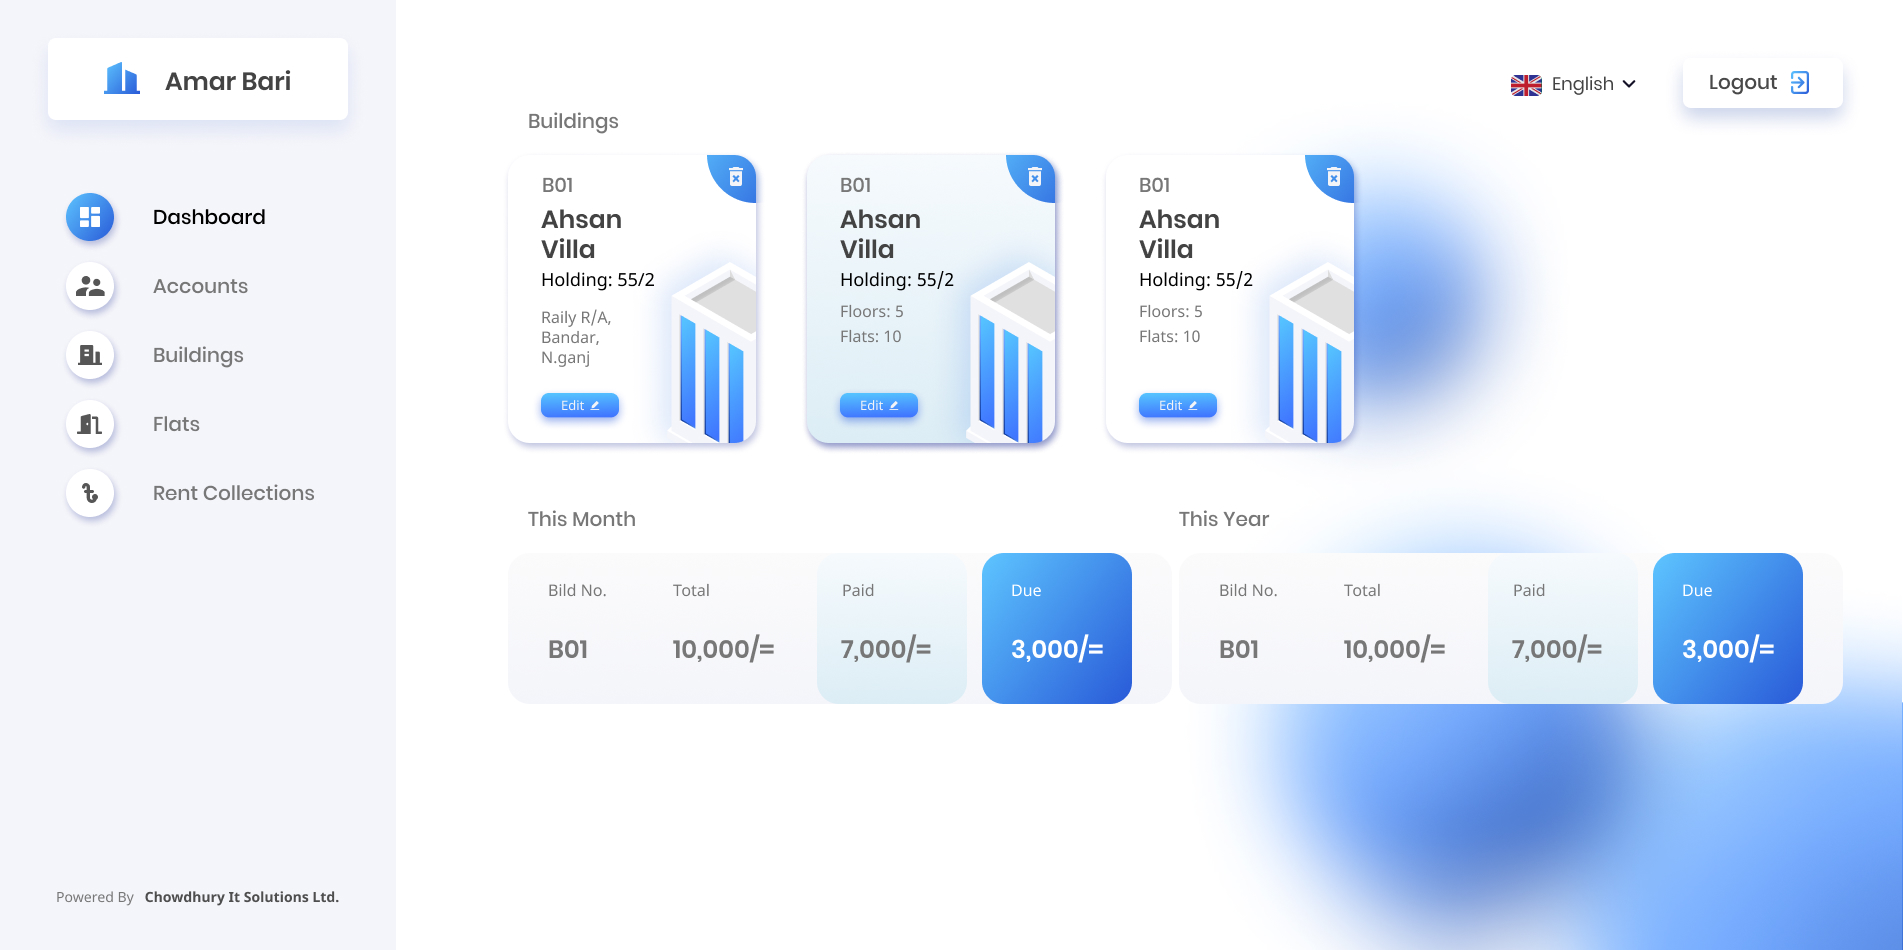 Amar Bari
Dashboard
Accounts
Buildings
Flats
Rent Collections
Powered By Chowdhury It Solutions Ltd.
English
Logout
Buildings
B01
Ahsan
Villa
Holding: 55/2
Raily R/A,
Bandar,
N.ganj
Edit
B01
Ahsan
Villa
Holding: 55/2
Floors: 5
Flats: 10
Edit
B01
Ahsan
Villa
Holding: 55/2
Floors: 5
Flats: 10
Edit
This Month
Bild No. Total Paid Due
B01 10,000/= 7,000/= 3,000/=
This Year
Bild No. Total Paid Due
B01 10,000/= 7,000/= 3,000/=